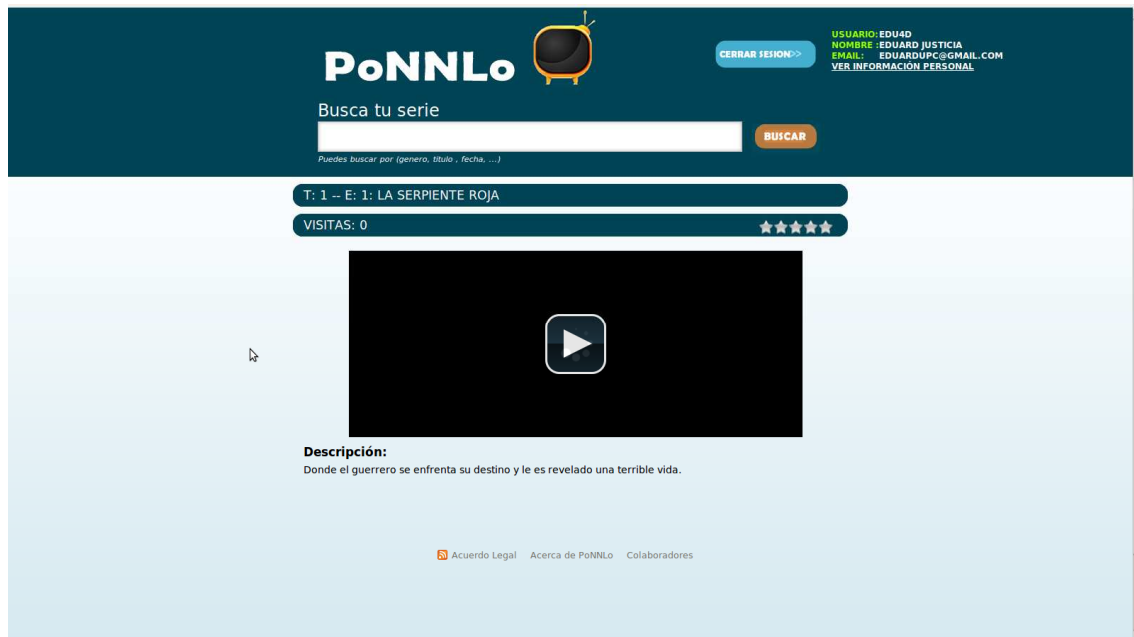 PoNNLo
CERRAR SESION>>
USUARIO:EDU4D
NOMBRE :EDUARD JUSTICIA
EMAIL: EDUARDUPC@GMAIL.COM
VER INFORMACIÓN PERSONAL
Busca tu serie
BUSCAR
Puedes buscar por (genero, titulo , fecha, ...)
T: 1 -- E: 1: LA SERPIENTE ROJA
VISITAS: 0
Descripción:
Donde el guerrero se enfrenta su destino y le es revelado una terrible vida.
Acuerdo Legal Acerca de PoNNLo Colaboradores